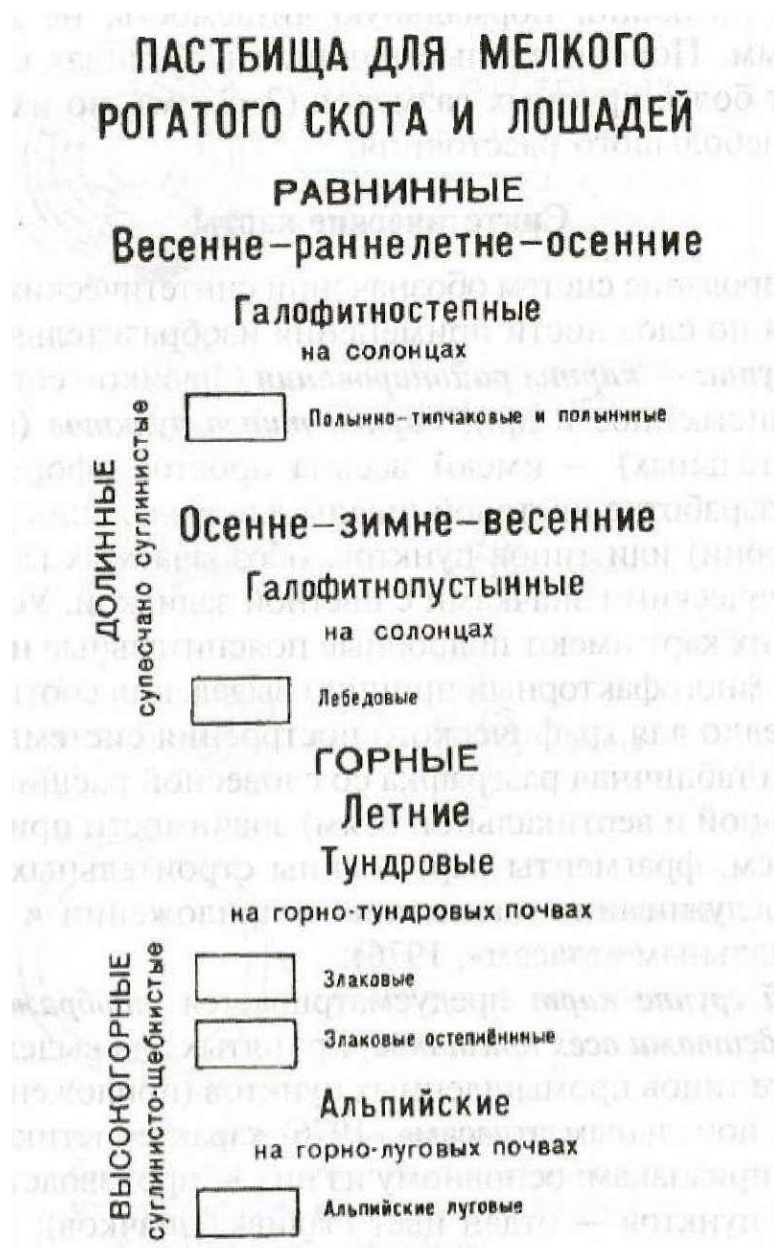 ПАСТБИЩА ДЛЯ МЕЛКОГО
РОГАТОГО СКОТА И ЛОШАДЕЙ
РАВНИННЫЕ
Весенне–раннелетне–осенние
Галофитностепные
на солонцах
ДОЛИННЫЕ
супесчано суглинистые
Полынно-типчаковые и полынные
Осенне–зимне–весенние
Галофитнопустынные
на солонцах
Лебедовые
ГОРНЫЕ
Летние
Тундровые
на горно-тундровых почвах
ВЫСОКОГОРНЫЕ
суглинисто-щебнистые
Злаковые
Злаковые остепнённые
Альпийские
на горно-луговых почвах
Альпийские луговые